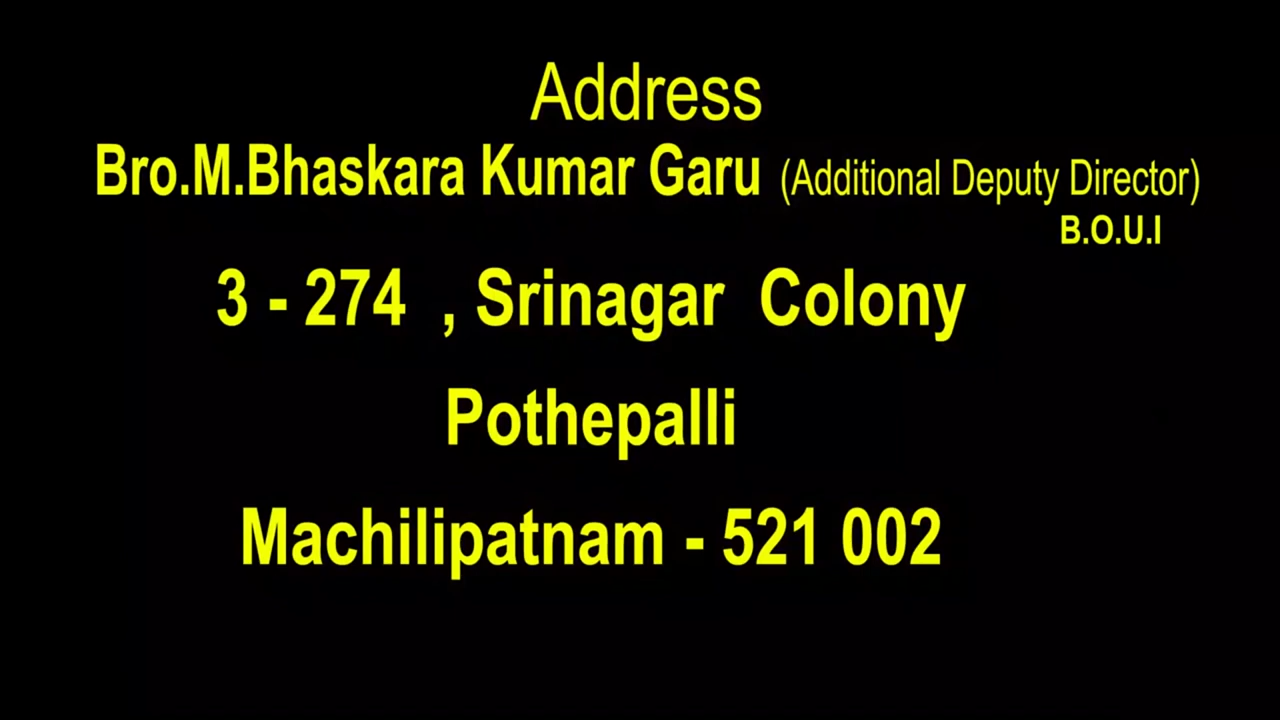 Address
Bro.M.Bhaskara Kumar Garu (Additional Deputy Director)
B.O.U.I
3 - 274 , Srinagar Colony
Pothepalli
Machilipatnam - 521 002